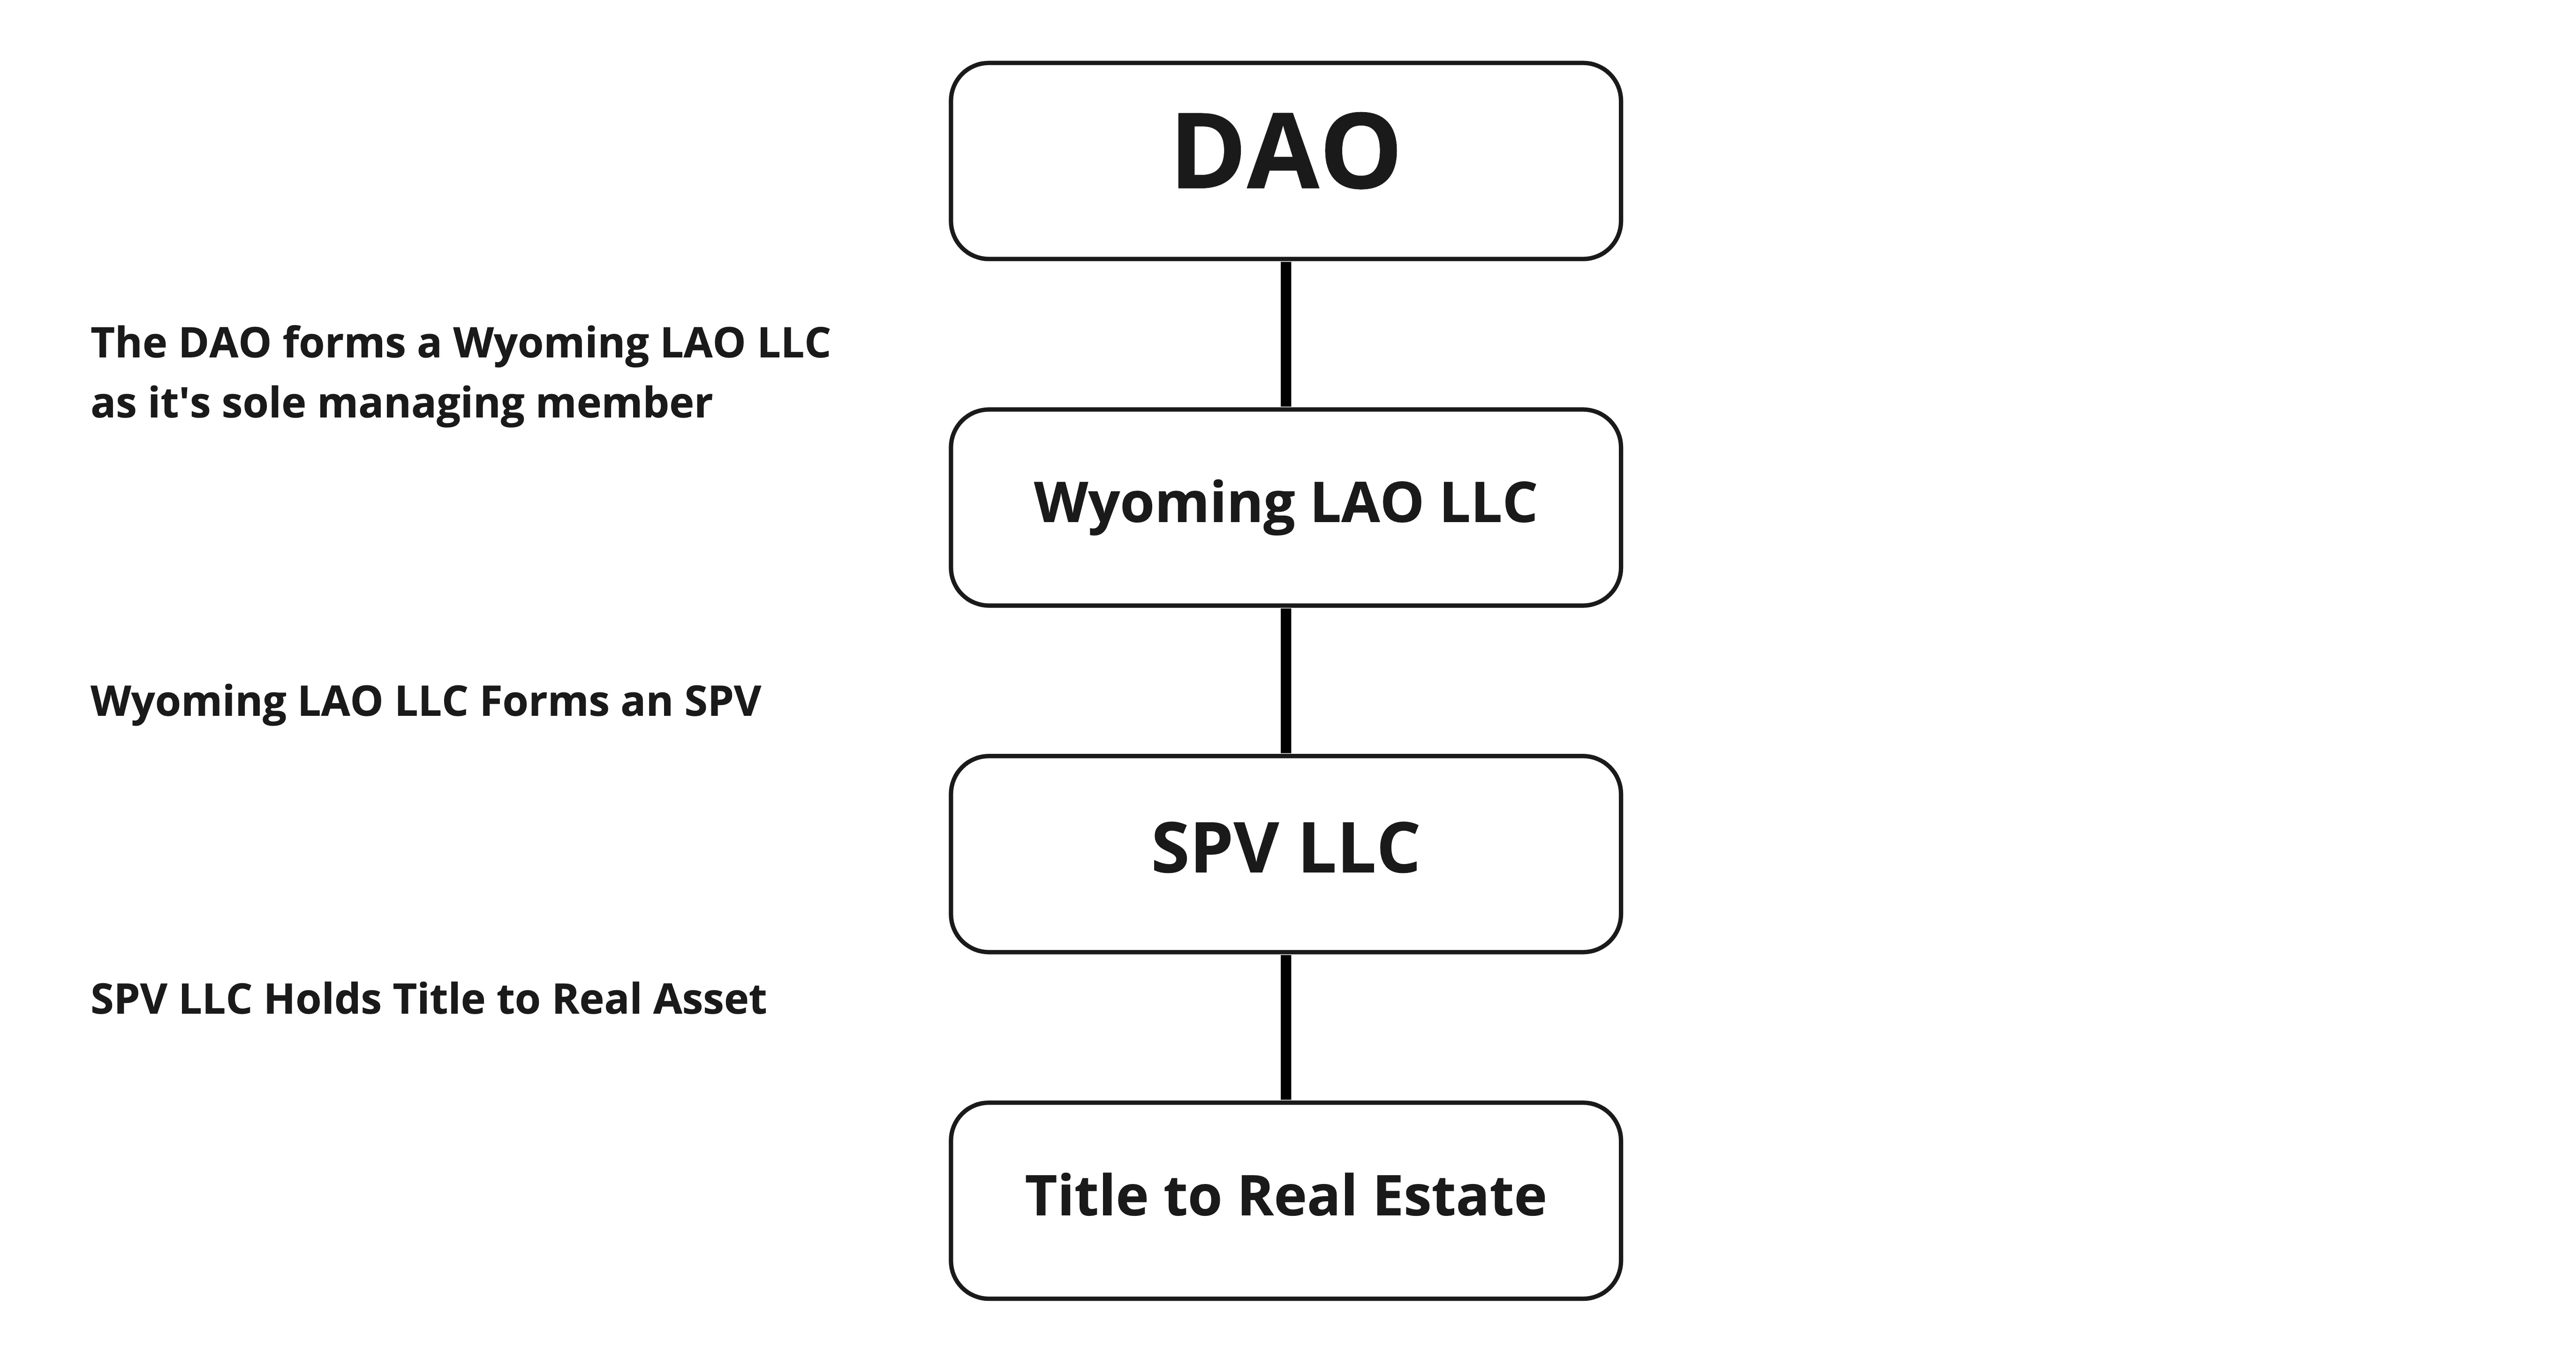 DAO
The DAO forms a Wyoming LAO LLC
as it's sole managing member
Wyoming LAO LLC
Wyoming LAO LLC Forms an SPV
SPV LLC
SPV LLC Holds Title to Real Asset
Title to Real Estate